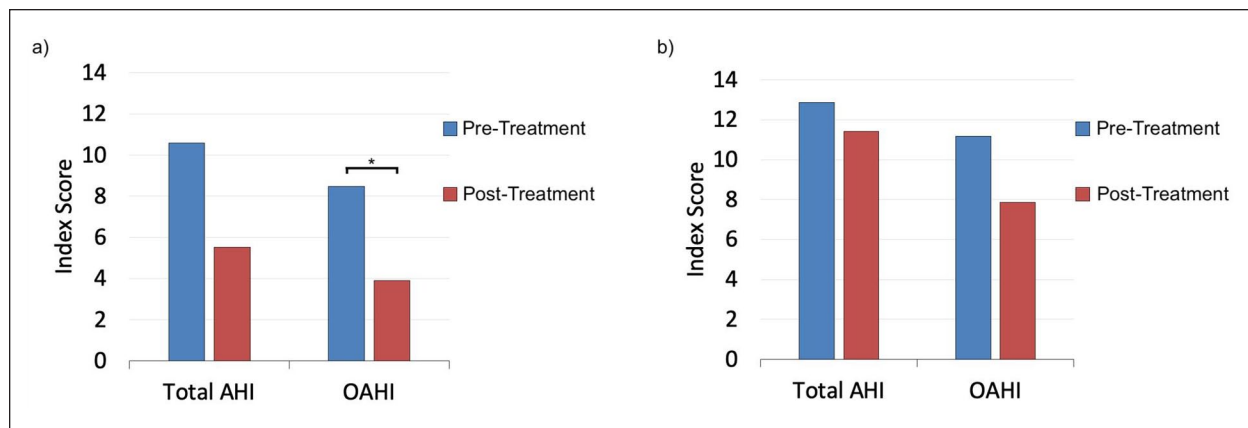 a)
14
12
10
8
6
4
2
0
Index Score
*
Total AHI
OAHI
Pre-Treatment
Post-Treatment
b)
14
12
10
8
6
4
2
0
Index Score
Total AHI
OAHI
Pre-Treatment
Post-Treatment